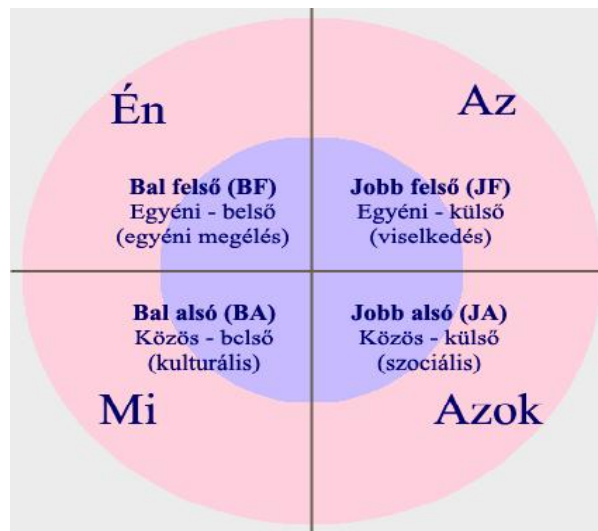 Én
Az
Bal felső (BF)
Egyéni - belső
(egyéni megélés)
Jobb felső (JF)
Egyéni - külső
(viselkedés)
Bal alsó (BA)
Közös - belső
(kulturális)
Jobb alsó (JA)
Közös - külső
(szociális)
Mi
Azok